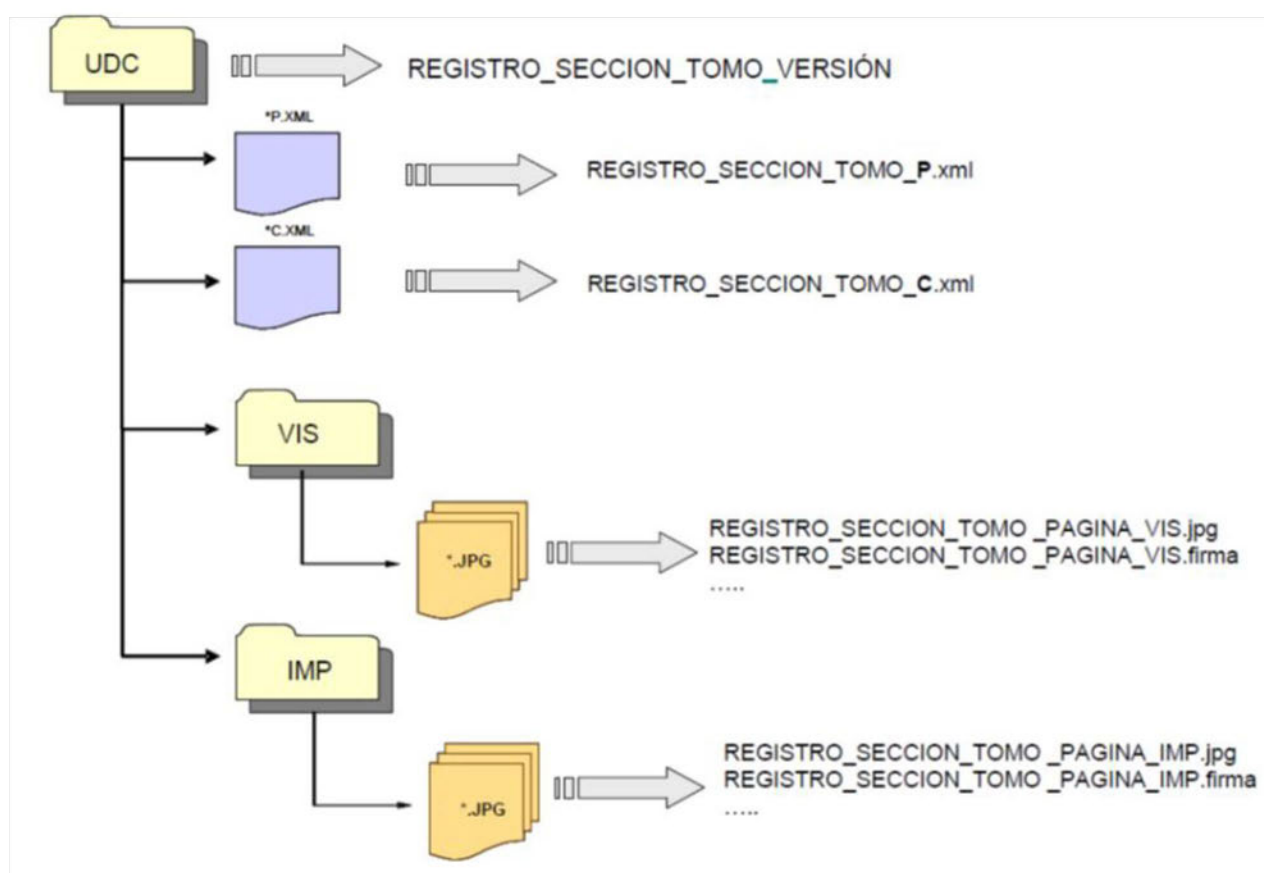 UDC
REGISTRO_SECCION_TOMO_VERSIÓN
*P.XML
REGISTRO_SECCION_TOMO_P.xml
*C.XML
REGISTRO_SECCION_TOMO_C.xml
VIS
*.JPG
REGISTRO_SECCION_TOMO _PAGINA_VIS.jpg
REGISTRO_SECCION_TOMO _PAGINA_VIS.firma
.....
IMP
*.JPG
REGISTRO_SECCION_TOMO _PAGINA_IMP.jpg
REGISTRO_SECCION_TOMO _PAGINA_IMP.firma
.....